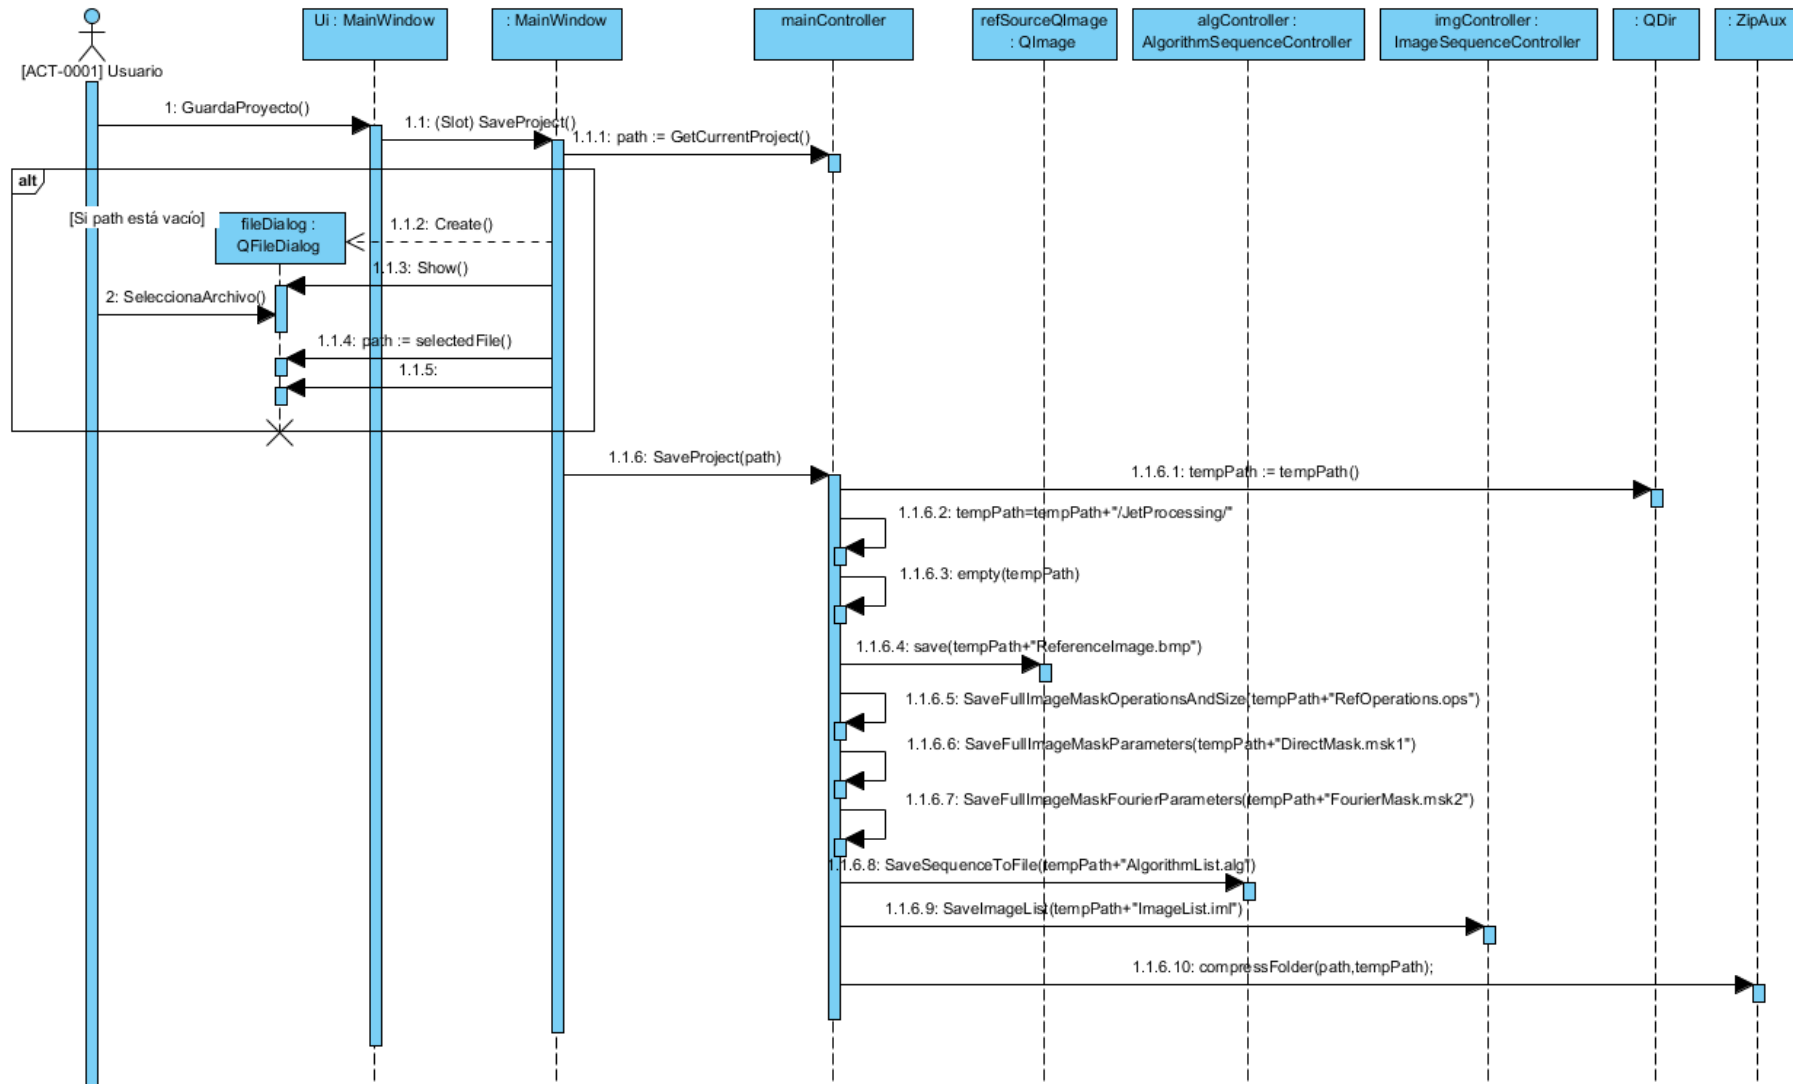 Ui : MainWindow
: MainWindow
mainController
refSourceQImage
: QImage
algController :
AlgorithmSequenceController
imgController :
ImageSequenceController
: QDir
: ZipAux
[ACT-0001] Usuario
1: GuardaProyecto()
1.1: (Slot) SaveProject()
1.1.1: path := GetCurrentProject()
alt
[Si path está vacío]
fileDialog :
QFileDialog
1.1.2: Create()
1.1.3: Show()
2: SeleccionaArchivo()
1.1.4: path := selectedFile()
1.1.5:
1.1.6: SaveProject(path)
1.1.6.1: tempPath := tempPath()
1.1.6.2: tempPath=tempPath+"/JetProcessing/"
1.1.6.3: empty(tempPath)
1.1.6.4: save(tempPath+"ReferenceImage.bmp")
1.1.6.5: SaveFullImageMaskOperationsAndSize(tempPath+"RefOperations.ops")
1.1.6.6: SaveFullImageMaskParameters(tempPath+"DirectMask.msk1")
1.1.6.7: SaveFullImageMaskFourierParameters(tempPath+"FourierMask.msk2")
1.1.6.8: SaveSequenceToFile(tempPath+"AlgorithmList.alg")
1.1.6.9: SaveImageList(tempPath+"ImageList.iml")
1.1.6.10: compressFolder(path,tempPath);